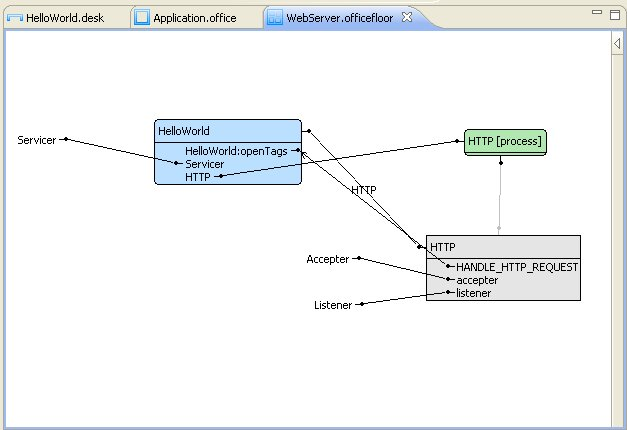 HelloWorld.desk
Application.office
WebServer.officefloor
HelloWorld
Servicer
HelloWorld:openTags
Servicer
HTTP
HTTP [process]
HTTP
HTTP
Accepter
HANDLE_HTTP_REQUEST
accepter
Listener
listener